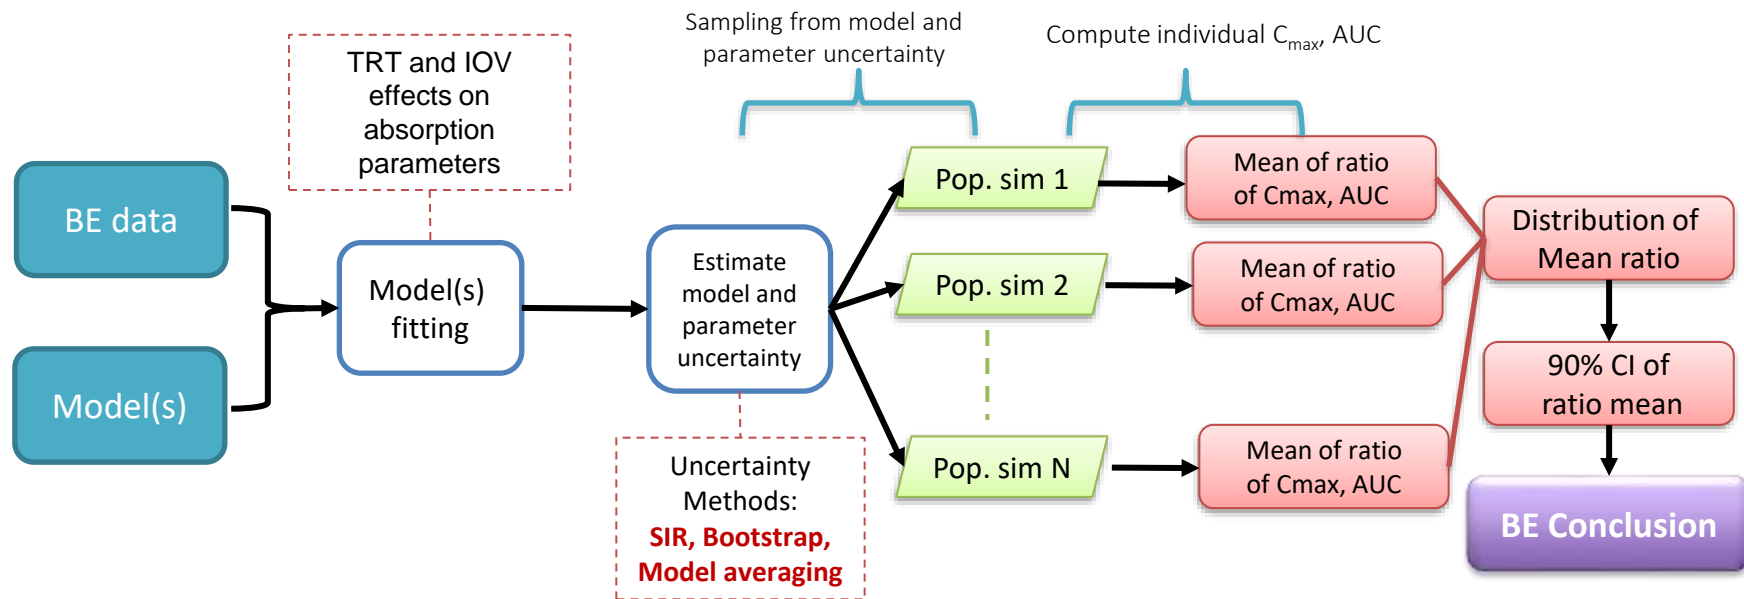 Sampling from model and
parameter uncertainty
Compute individual Cmax, AUC
TRT and IOV
effects on
absorption
parameters
BE data
Model(s)
Model(s)
fitting
Estimate
model and
parameter
uncertainty
Uncertainty
Methods:
SIR, Bootstrap,
Model averaging
Pop. sim 1
Pop. sim 2
Pop. sim N
Mean of ratio
of Cmax, AUC
Mean of ratio
of Cmax, AUC
Mean of ratio
of Cmax, AUC
Distribution of
Mean ratio
90% CI of
ratio mean
BE Conclusion